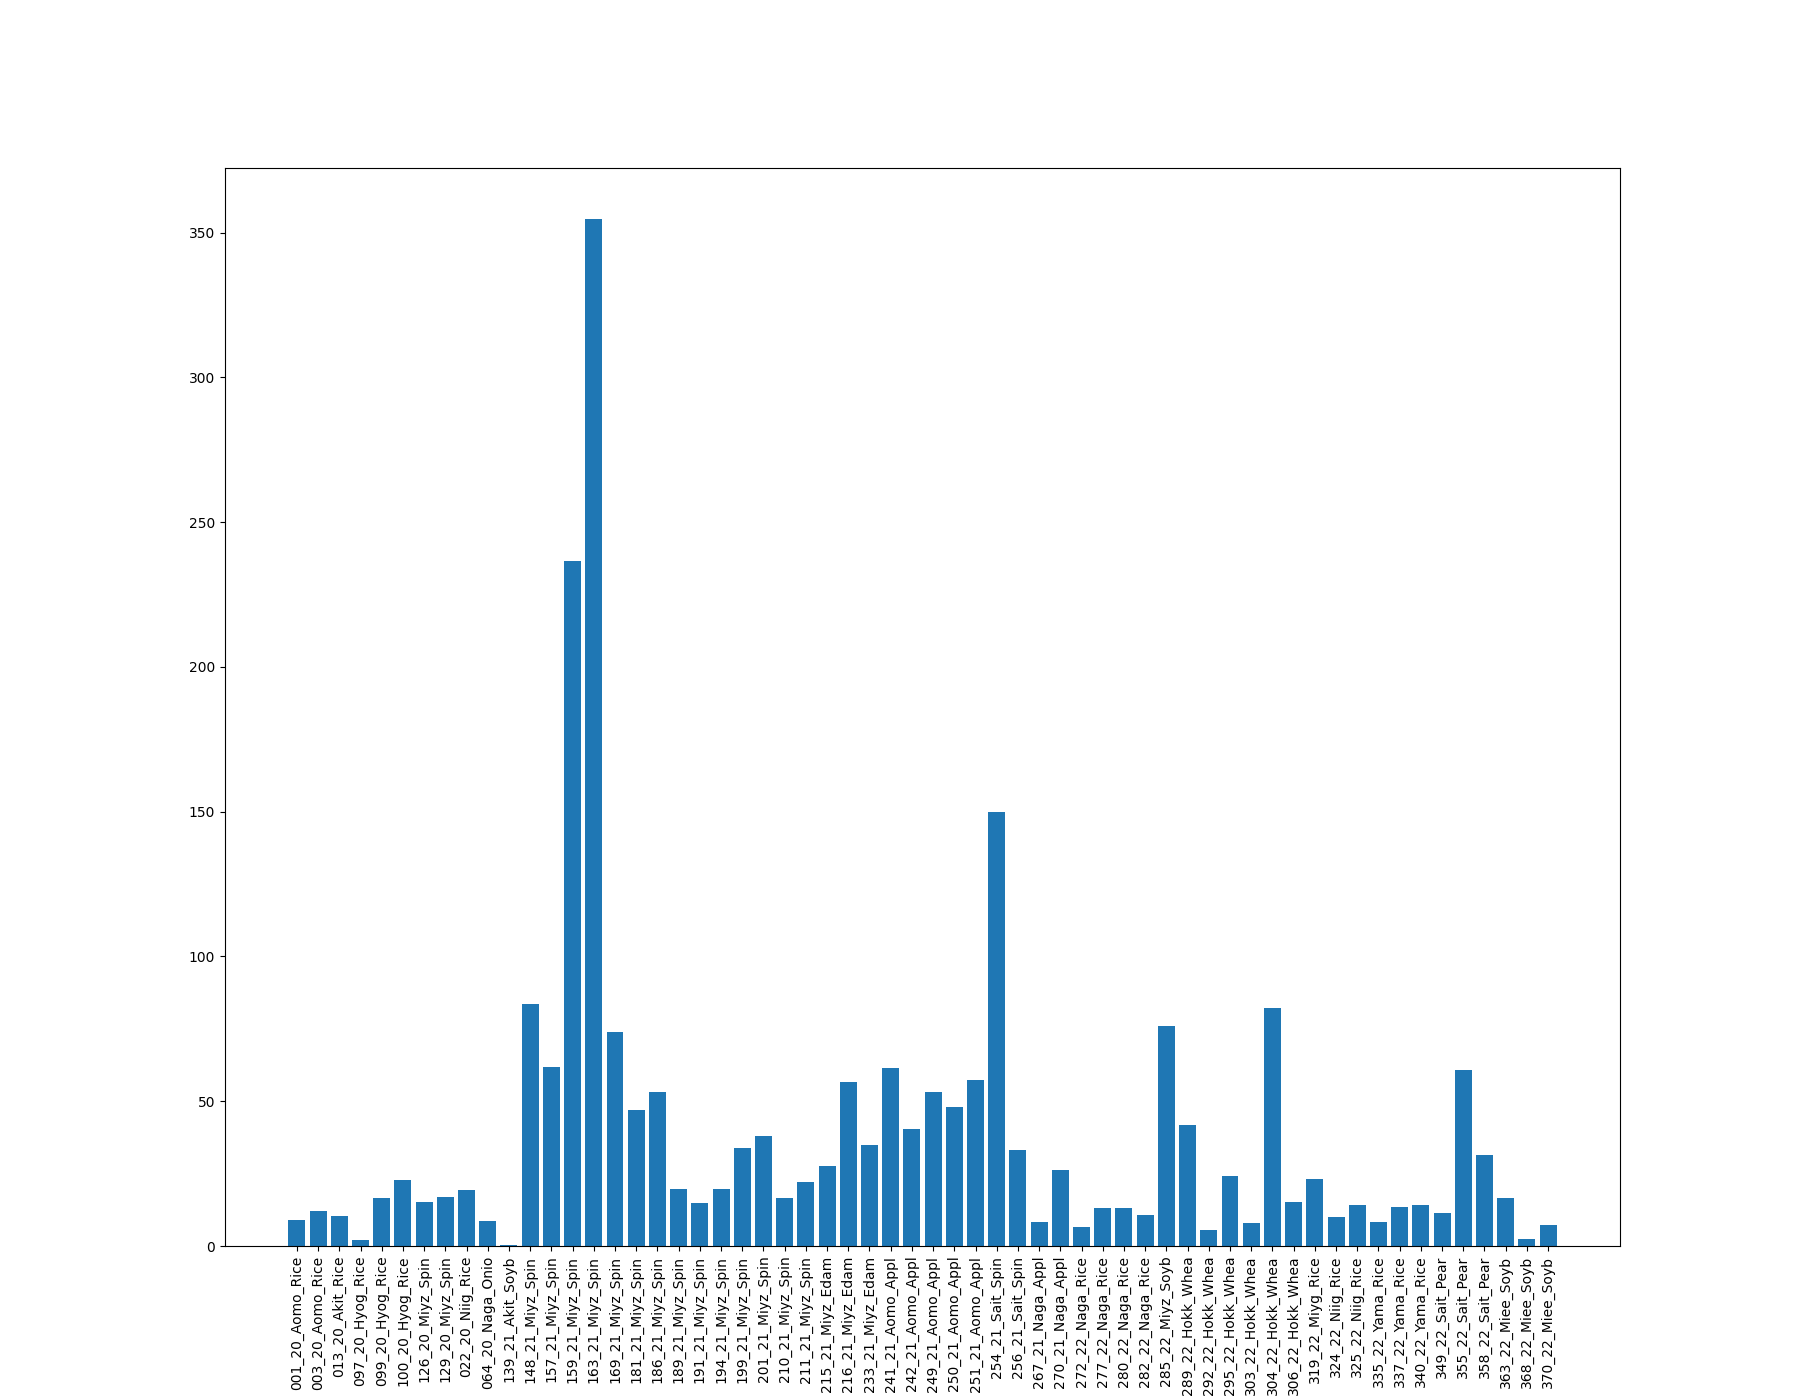 350
300
250
200
150
100
50
0
001_20_Aomo_Rice
003_20_Aomo_Rice
013_20_Akit_Rice
097_20_Hyog_Rice
099_20_Hyog_Rice
100_20_Hyog_Rice
126_20_Miyz_Spin
129_20_Miyz_Spin
022_20_Niig_Rice
064_20_Naga_Onio
139_21_Akit_Soyb
148_21_Miyz_Spin
157_21_Miyz_Spin
159_21_Miyz_Spin
163_21_Miyz_Spin
169_21_Miyz_Spin
181_21_Miyz_Spin
186_21_Miyz_Spin
189_21_Miyz_Spin
191_21_Miyz_Spin
194_21_Miyz_Spin
199_21_Miyz_Spin
201_21_Miyz_Spin
210_21_Miyz_Spin
211_21_Miyz_Spin
215_21_Miyz_Edam
216_21_Miyz_Edam
233_21_Miyz_Edam
241_21_Aomo_Appl
242_21_Aomo_Appl
249_21_Aomo_Appl
250_21_Aomo_Appl
251_21_Aomo_Appl
254_21_Sait_Spin
256_21_Sait_Spin
267_21_Naga_Appl
270_21_Naga_Appl
272_22_Naga_Rice
277_22_Naga_Rice
280_22_Naga_Rice
282_22_Naga_Rice
285_22_Miyz_Soyb
289_22_Hokk_Whea
292_22_Hokk_Whea
295_22_Hokk_Whea
303_22_Hokk_Whea
304_22_Hokk_Whea
306_22_Hokk_Whea
319_22_Miyg_Rice
324_22_Niig_Rice
325_22_Niig_Rice
335_22_Yama_Rice
337_22_Yama_Rice
340_22_Yama_Rice
349_22_Sait_Pear
355_22_Sait_Pear
358_22_Sait_Pear
363_22_Miee_Soyb
368_22_Miee_Soyb
370_22_Miee_Soyb